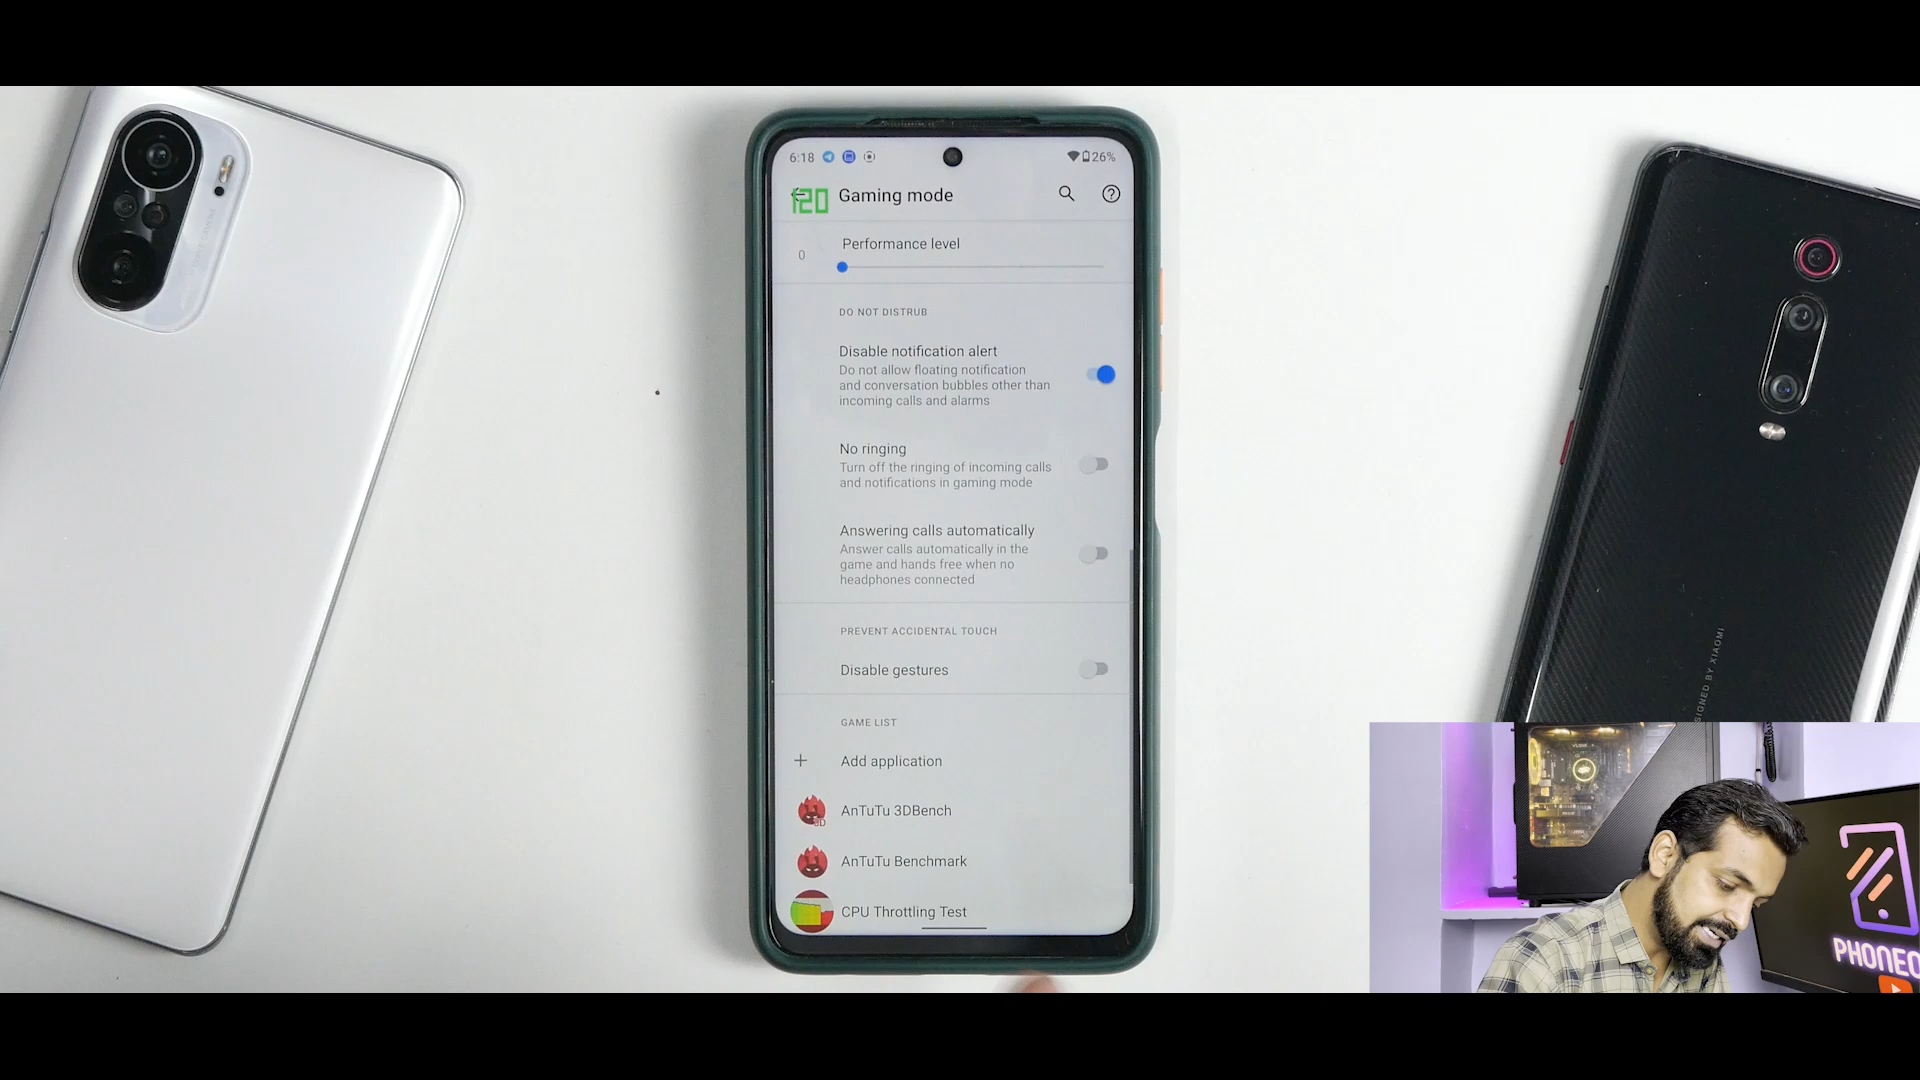 6:18
26%
120
Gaming mode
Performance level
0
DO NOT DISTRUB
Disable notification alert
Do not allow floating notification
and conversation bubbles other than
incoming calls and alarms
No ringing
Turn off the ringing of incoming calls
and notifications in gaming mode
Answering calls automatically
Answer calls automatically in the
game and hands free when no
headphones connected
PREVENT ACCIDENTAL TOUCH
Disable gestures
GAME LIST
Add application
AnTuTu 3DBench
AnTuTu Benchmark
CPU Throttling Test
SIGNED BY XIAOMI
PHONEO